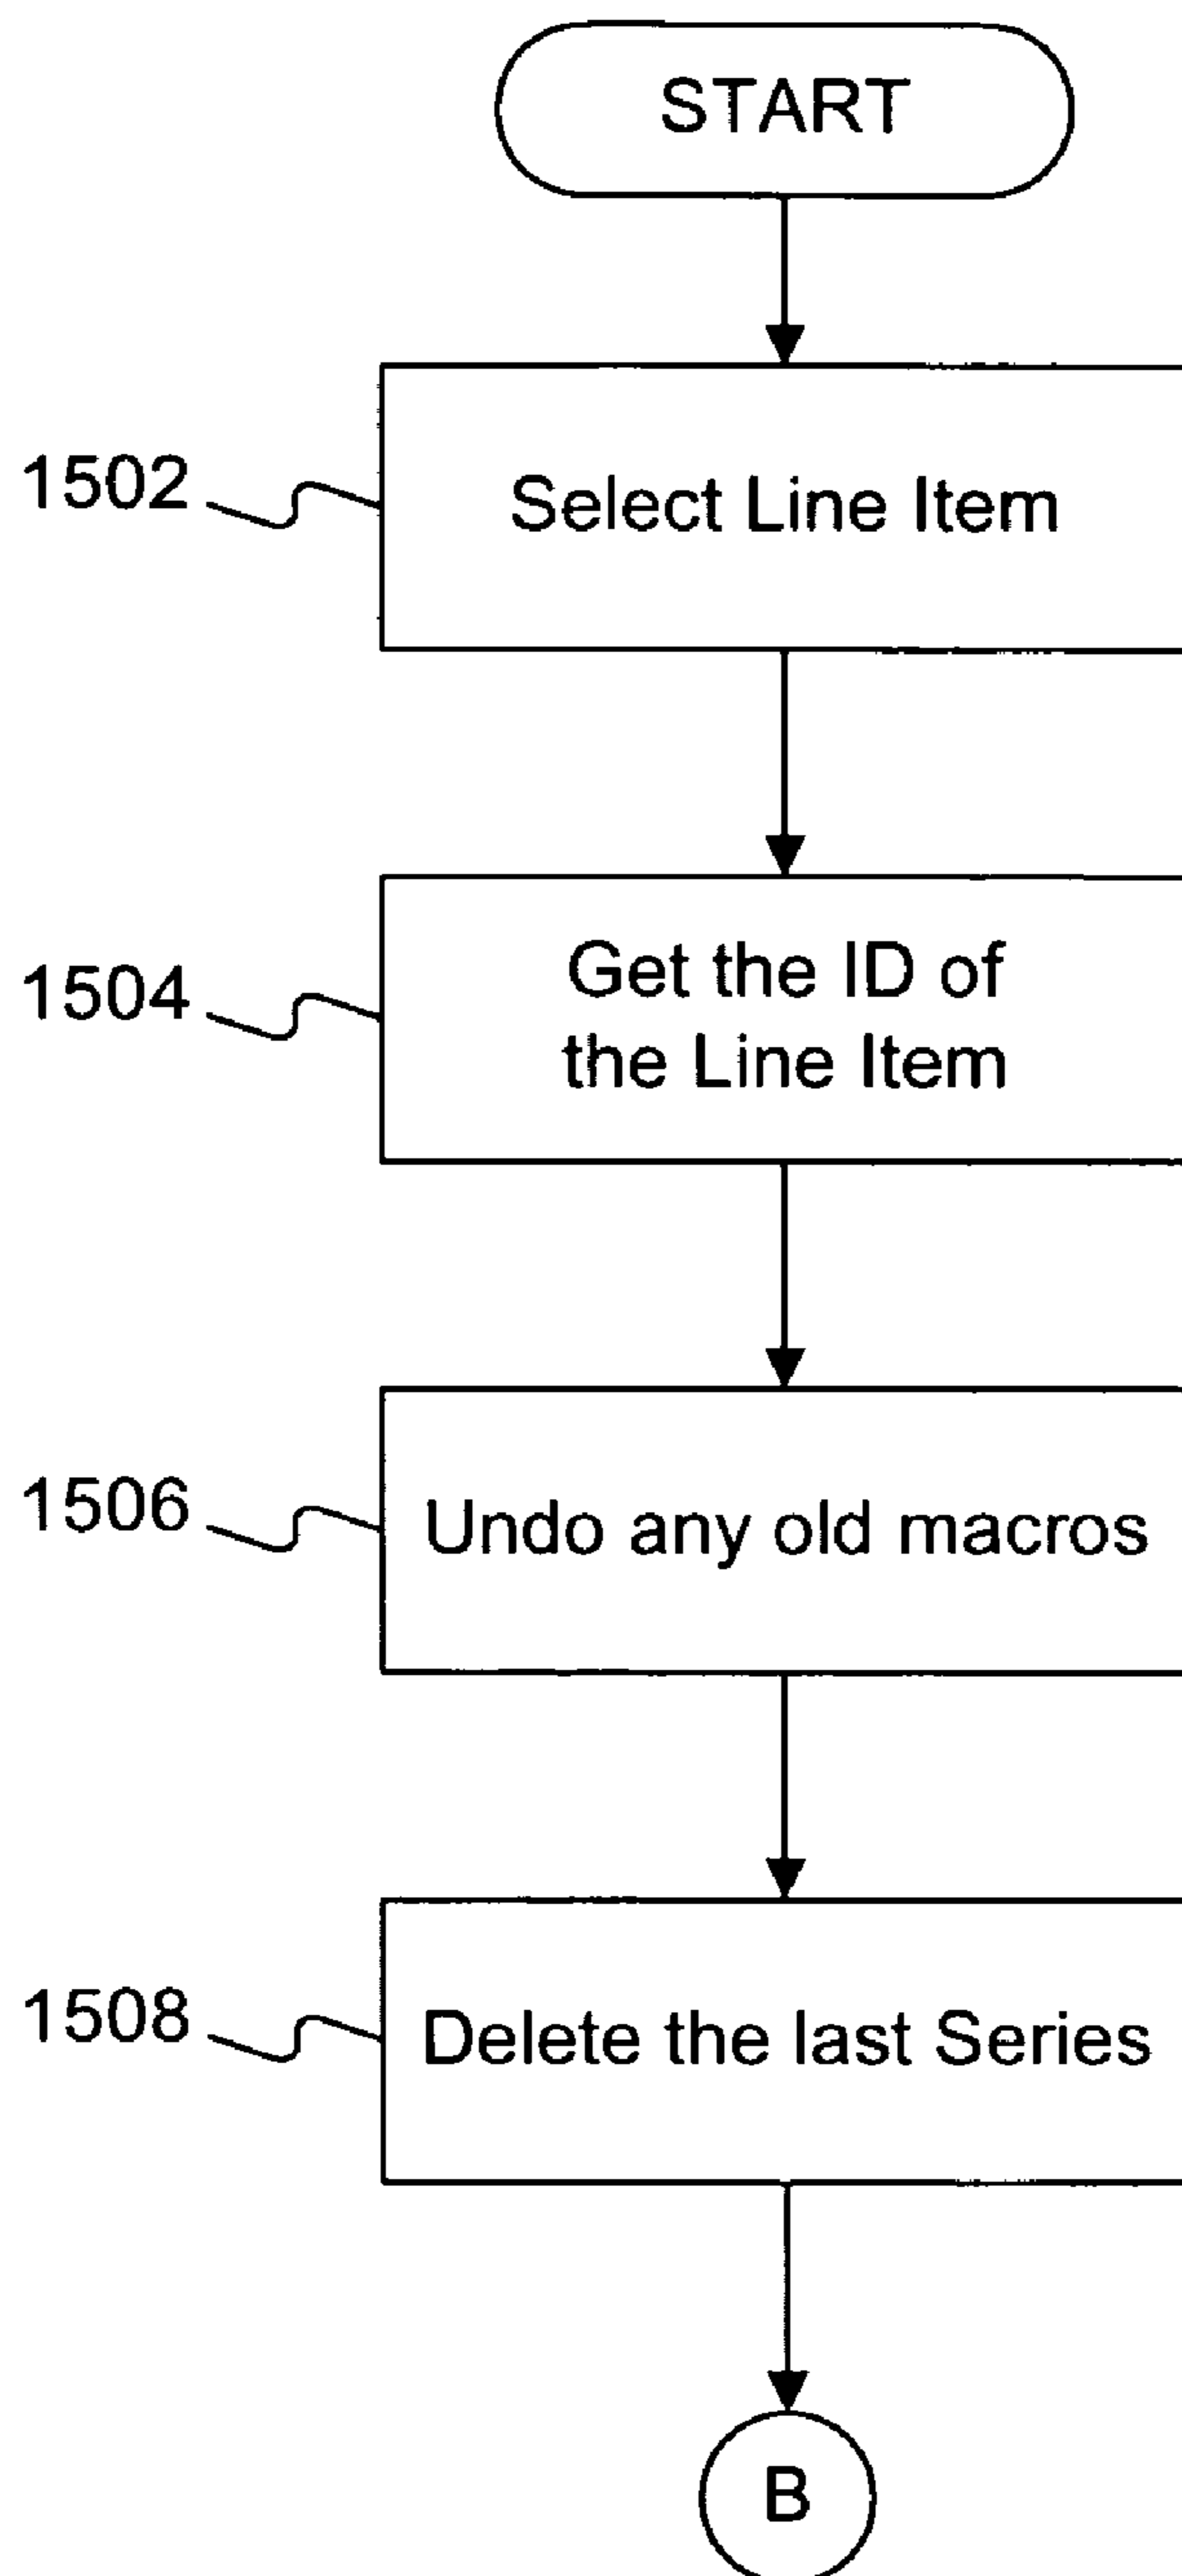 START
1502
Select Line Item
1504
Get the ID of
the Line Item
1506
Undo any old macros
1508
Delete the last Series
B